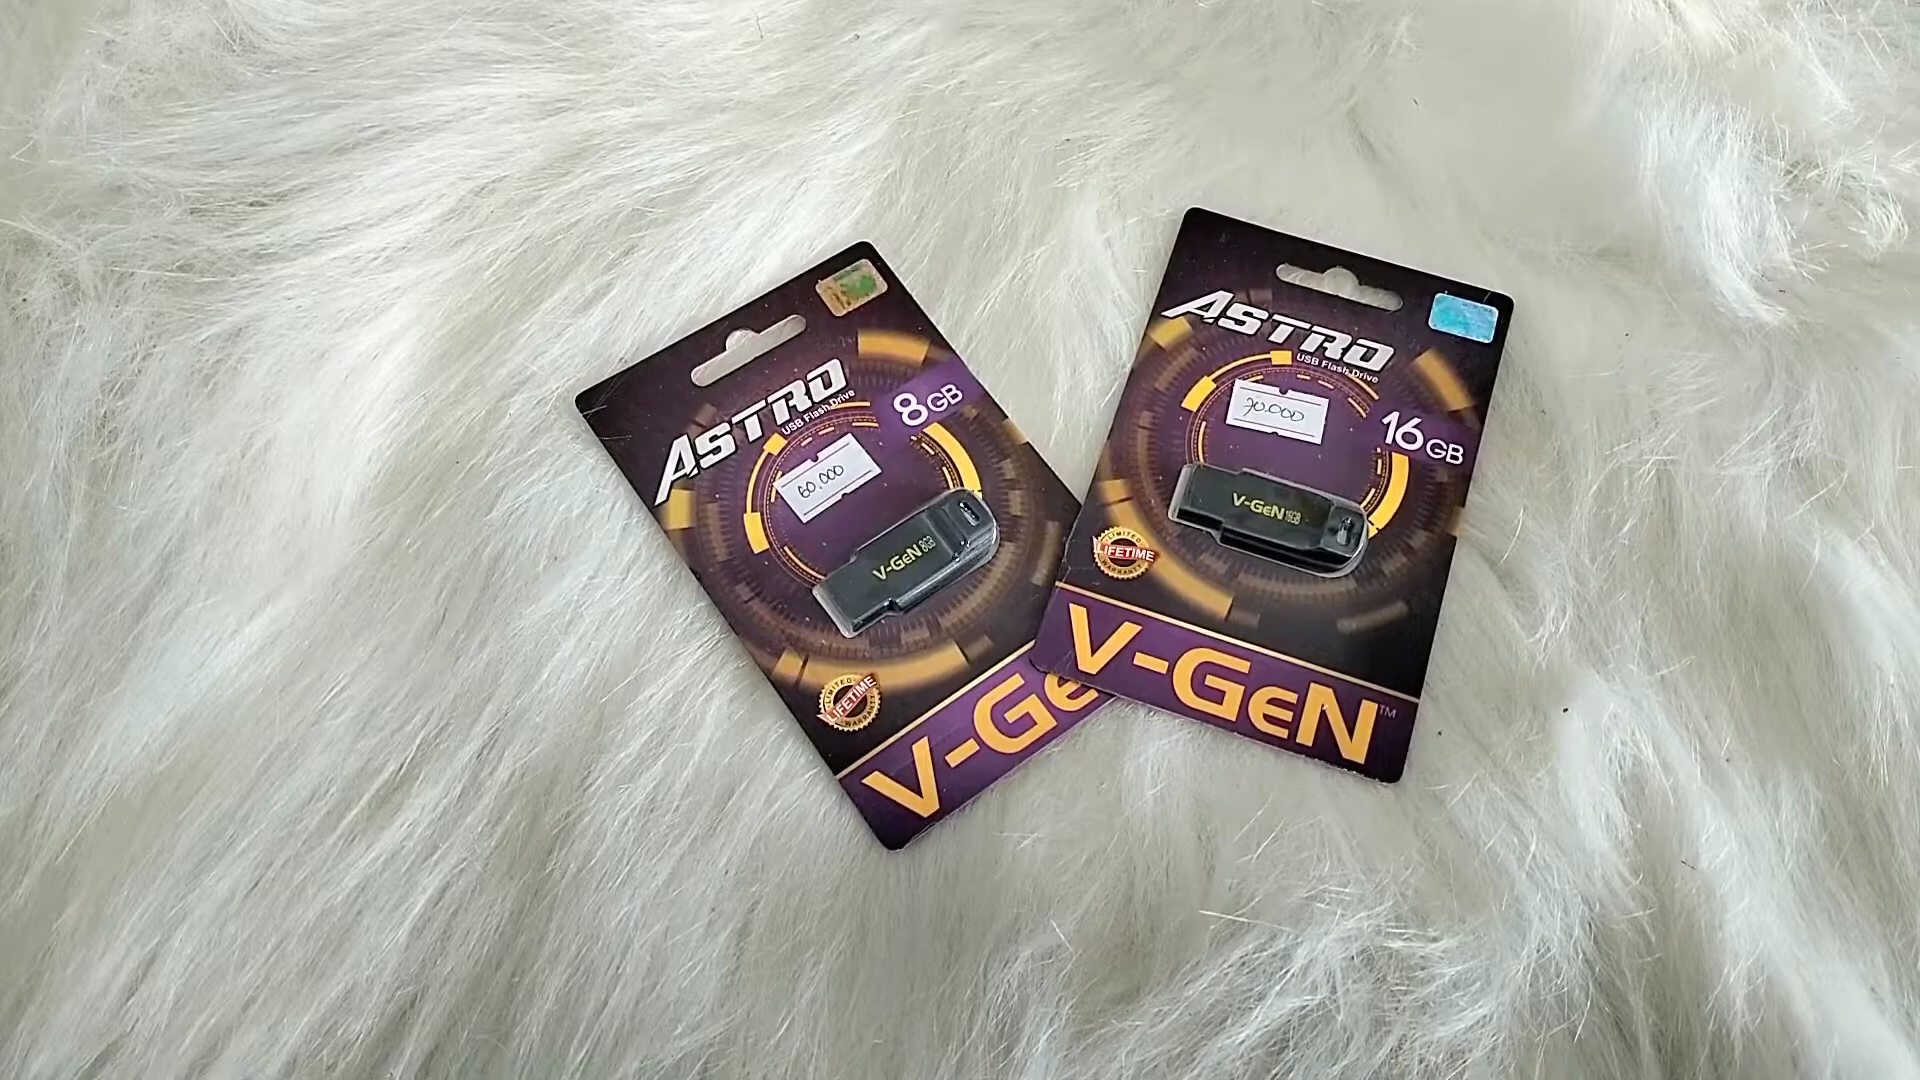 ASTRO
USB Flash Drive
8GB
60.000
V-GeN 8GB
LIMITED
LIFETIME
WARRANTY
V-Ge
ASTRO
USB Flash Drive
70.000
16GB
V-GeN 16GB
LIMITED
LIFETIME
WARRANTY
V-GeN™